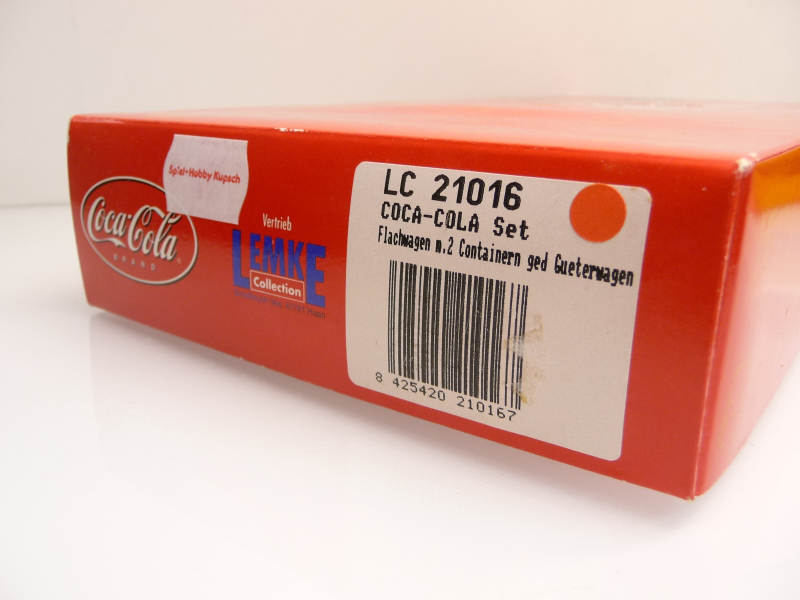 Spiel-Hobby Kupsch
Coca-Cola
BRAND
Vertrieb
LEMKE
Collection
LC 21016
COCA-COLA Set
Flachwagen m.2 Containern ged Gueterwagen
8 425420 210167